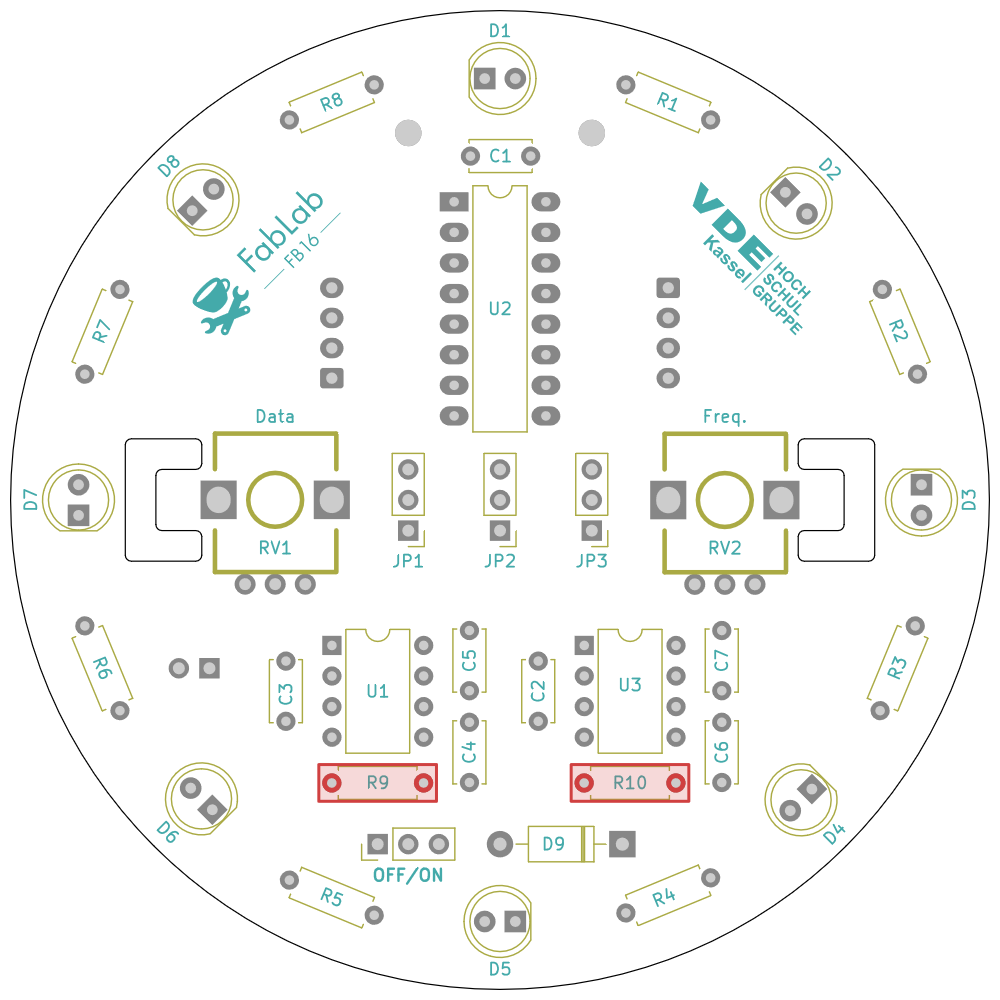 D1
R8
R1
C1
D8
D2
FabLab
FB16
VDE
Kassel
HOCH
SCHUL
GRUPPE
R7
U2
R2
Data
Freq.
D7
D3
RV1
RV2
JP1
JP2
JP3
R6
C3
U1
C5
C2
U3
C7
R3
C4
C6
R9
R10
D6
D9
D4
OFF/ON
R5
R4
D5